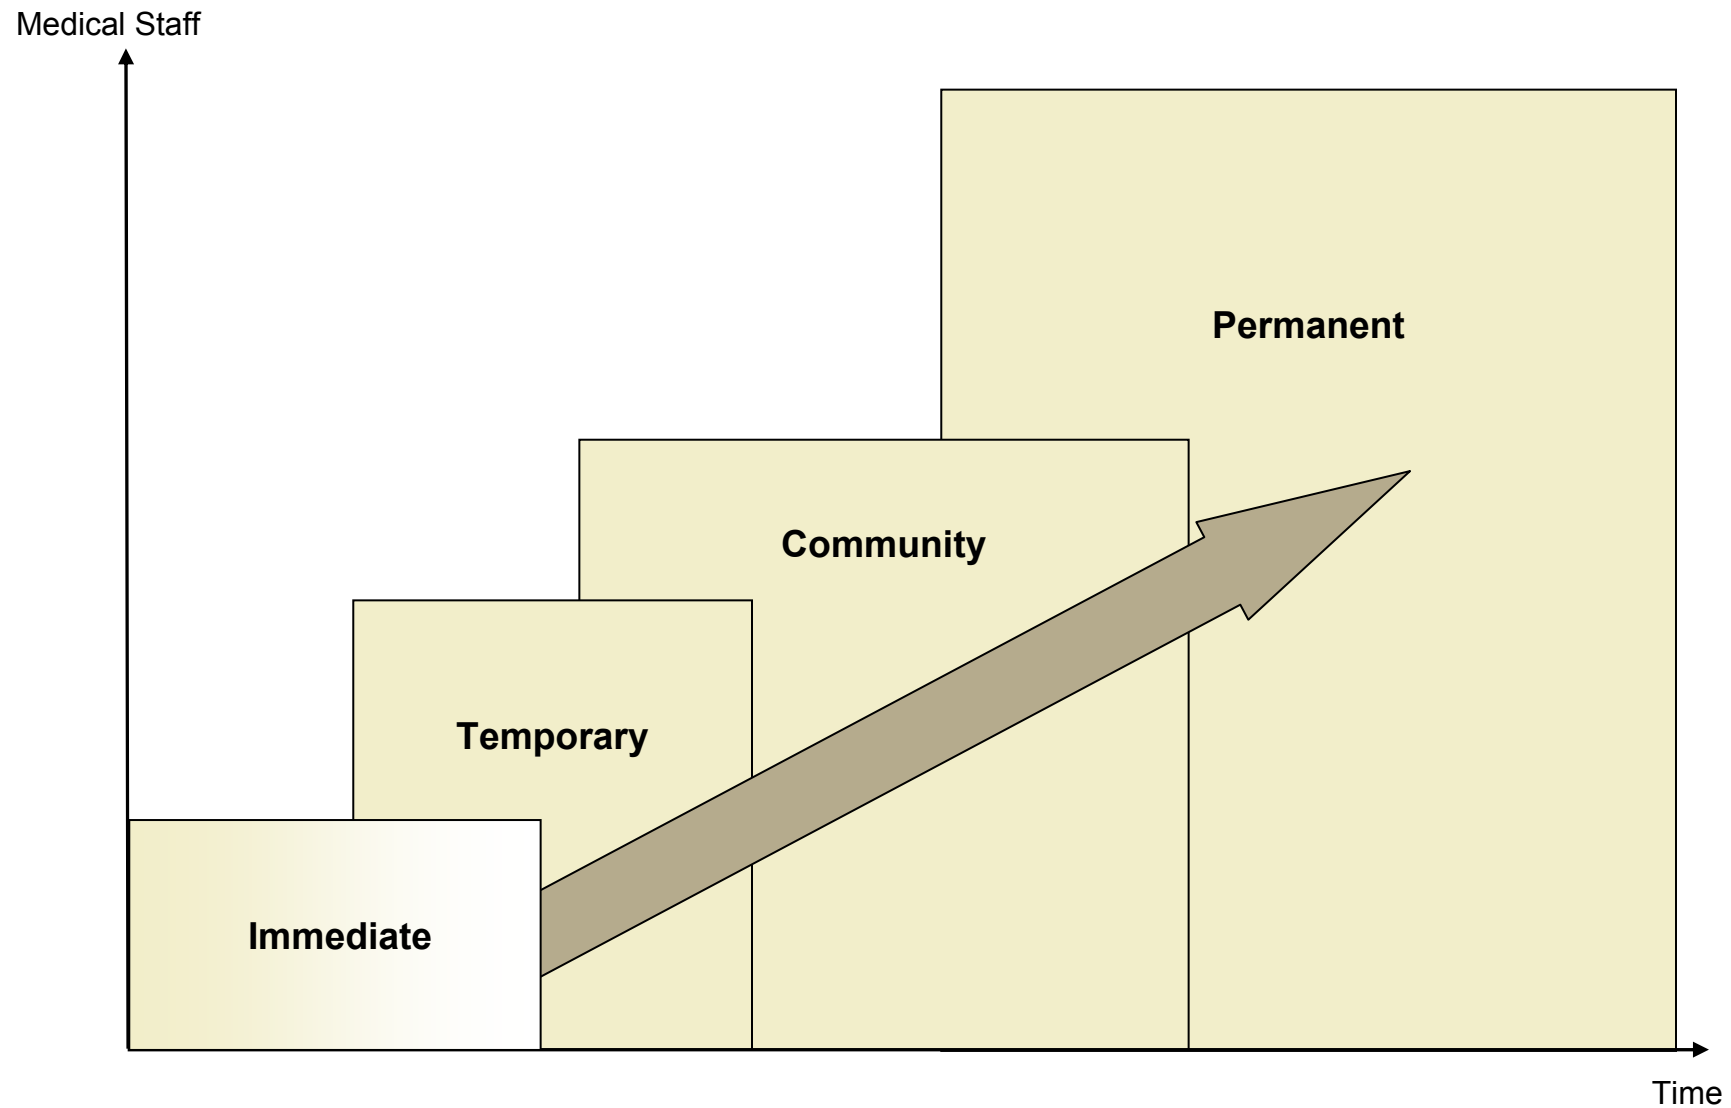 Medical Staff
Permanent
Community
Temporary
Immediate
Time